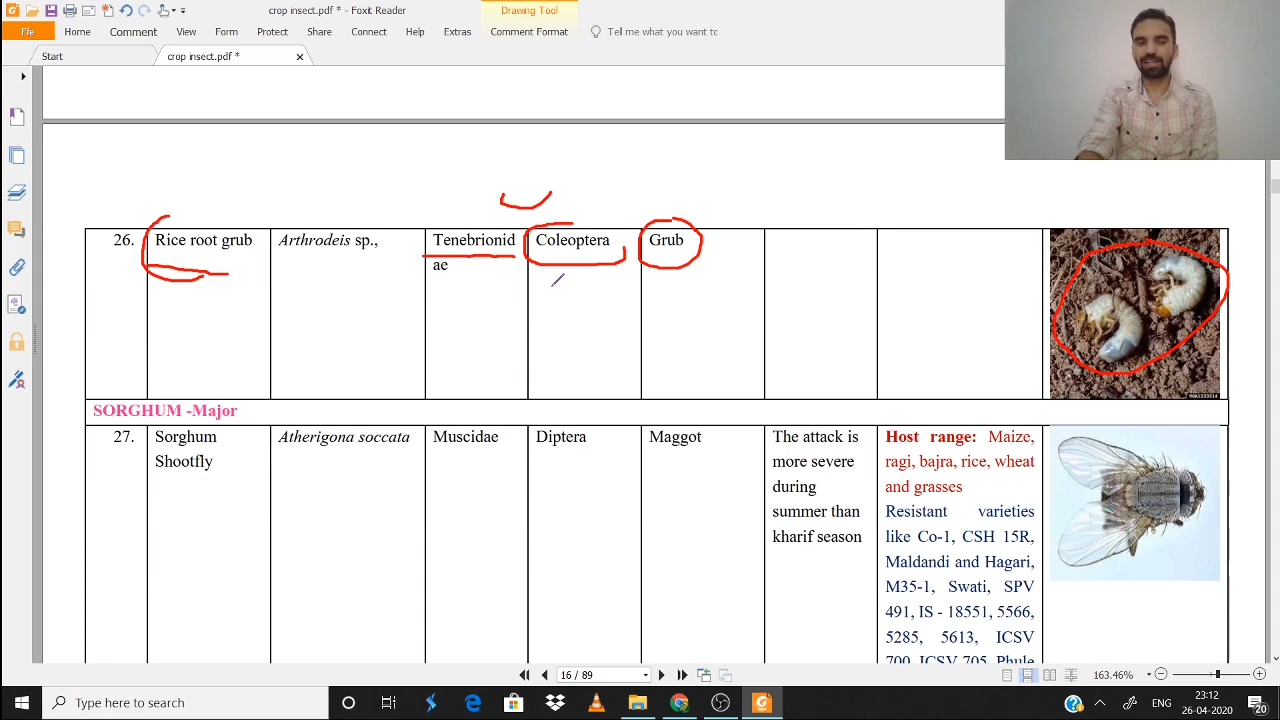 crop insect.pdf * - Foxit Reader
Drawing Tool
File
Home
Comment
View
Form
Protect
Share
Connect
Help
Extras
Comment Format
Tell me what you want to
Start
crop insect.pdf *
26.
Rice root grub
Arthrodeis sp.,
Tenebrionid
ae
Coleoptera
Grub
SORGHUM -Major
27.
Sorghum
Shootfly
Atherigona soccata
Muscidae
Diptera
Maggot
The attack is
more severe
during
summer than
kharif season
Host range: Maize,
ragi, bajra, rice, wheat
and grasses
Resistant varieties
like Co-1, CSH 15R,
Maldandi and Hagari,
M35-1, Swati, SPV
491, IS - 18551, 5566,
5285, 5613, ICSV
700, ICSV 705, Phule
16 / 89
163.46%
Type here to search
ENG
23:12
26-04-2020
20